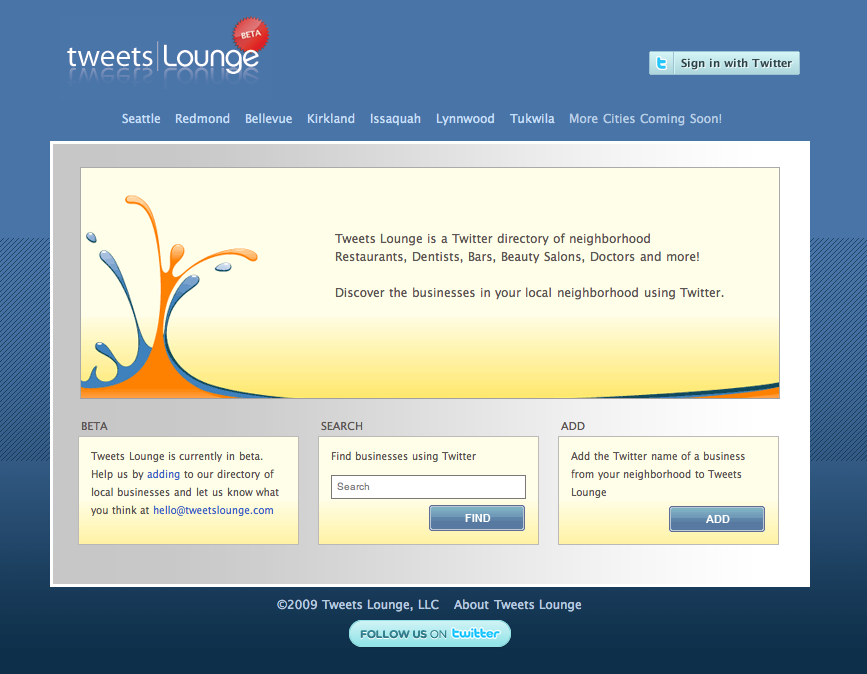 tweets Lounge BETA
Sign in with Twitter
Seattle Redmond Bellevue Kirkland Issaquah Lynnwood Tukwila More Cities Coming Soon!
Tweets Lounge is a Twitter directory of neighborhood
Restaurants, Dentists, Bars, Beauty Salons, Doctors and more!
Discover the businesses in your local neighborhood using Twitter.
BETA
Tweets Lounge is currently in beta.
Help us by adding to our directory of
local businesses and let us know what
you think at hello@tweetslounge.com
SEARCH
Find businesses using Twitter
Search
FIND
ADD
Add the Twitter name of a business
from your neighborhood to Tweets
Lounge
ADD
©2009 Tweets Lounge, LLC About Tweets Lounge
FOLLOW US ON twitter